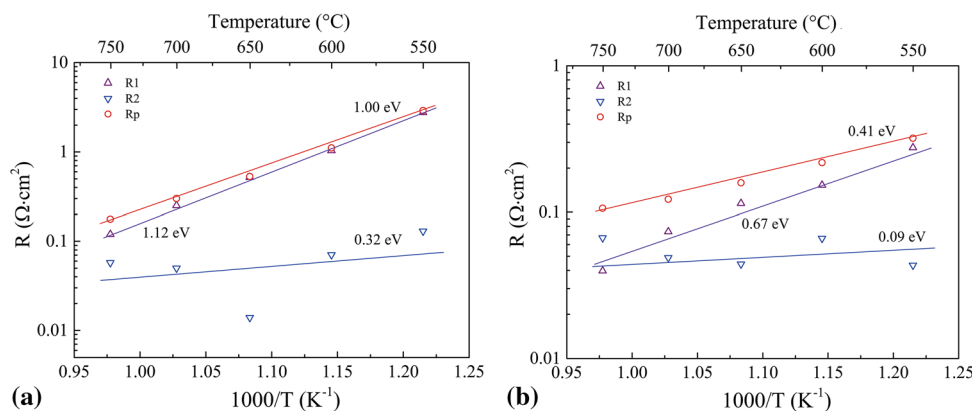 Temperature (°C)
750 700 650 600 550
10
R1
R2
Rp
1.00 eV
1
R (Ω·cm²)
1.12 eV
0.32 eV
0.1
0.01
0.95 1.00 1.05 1.10 1.15 1.20 1.25
1000/T (K⁻¹)
(a)
Temperature (°C)
750 700 650 600 550
1
R1
R2
Rp
0.41 eV
R (Ω·cm²)
0.1
0.67 eV
0.09 eV
0.01
0.95 1.00 1.05 1.10 1.15 1.20 1.25
1000/T (K⁻¹)
(b)